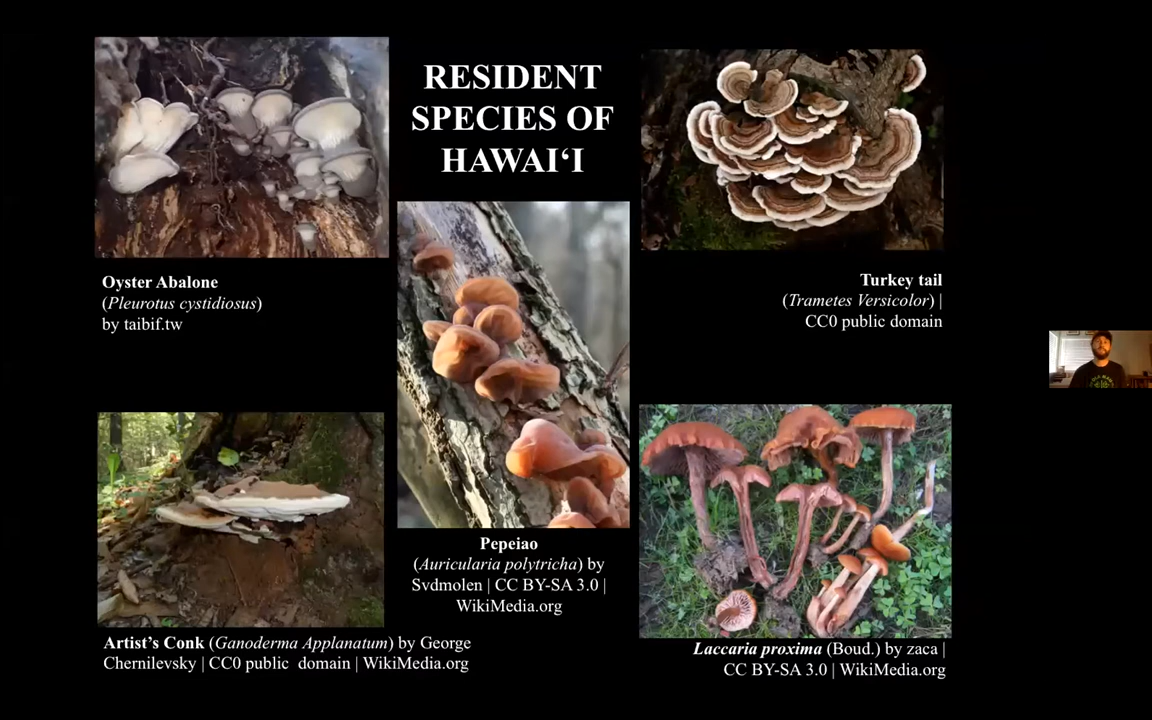 RESIDENT
SPECIES OF
HAWAIʻI
Oyster Abalone
(Pleurotus cystidiosus)
by taibif.tw
Turkey tail
(Trametes Versicolor) |
CC0 public domain
Pepeiao
(Auricularia polytricha) by
Svdmolen | CC BY-SA 3.0 |
WikiMedia.org
Artist’s Conk (Ganoderma Applanatum) by George
Chernilevsky | CC0 public domain | WikiMedia.org
Laccaria proxima (Boud.) by zaca |
CC BY-SA 3.0 | WikiMedia.org